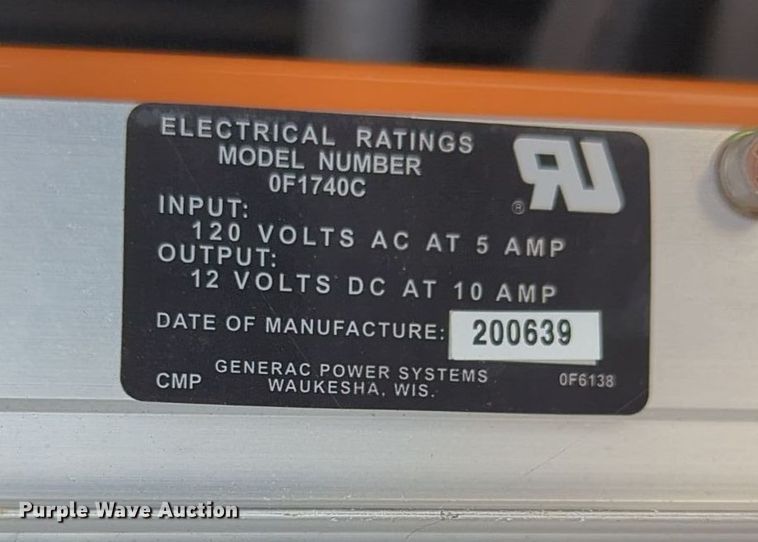 ELECTRICAL RATINGS
MODEL NUMBER
0F1740C
INPUT:
120 VOLTS AC AT 5 AMP
OUTPUT:
12 VOLTS DC AT 10 AMP
DATE OF MANUFACTURE: 200639
GENERAC POWER SYSTEMS
WAUKESHA, WIS.
CMP
0F6138
RU®
Purple Wave Auction